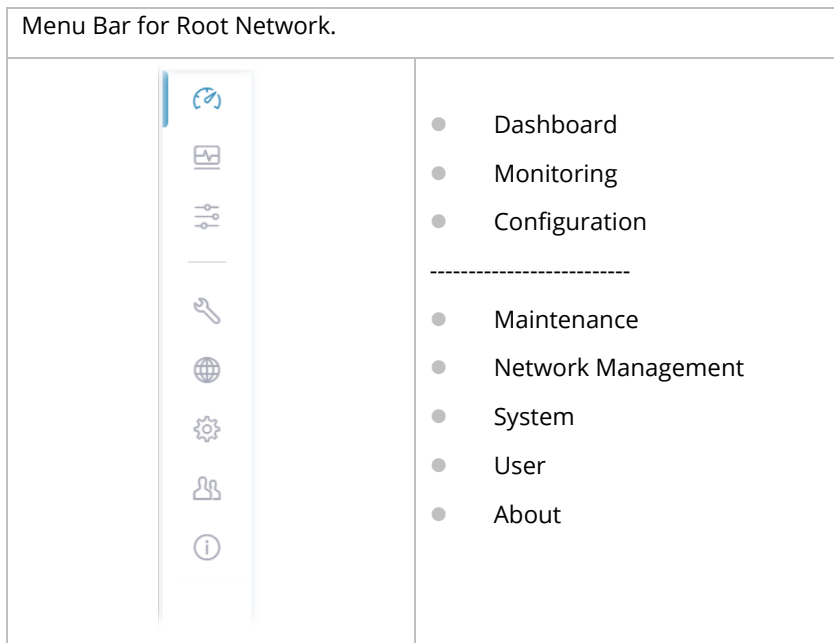 Menu Bar for Root Network.
Dashboard
Monitoring
Configuration
--------------------------
Maintenance
Network Management
System
User
About